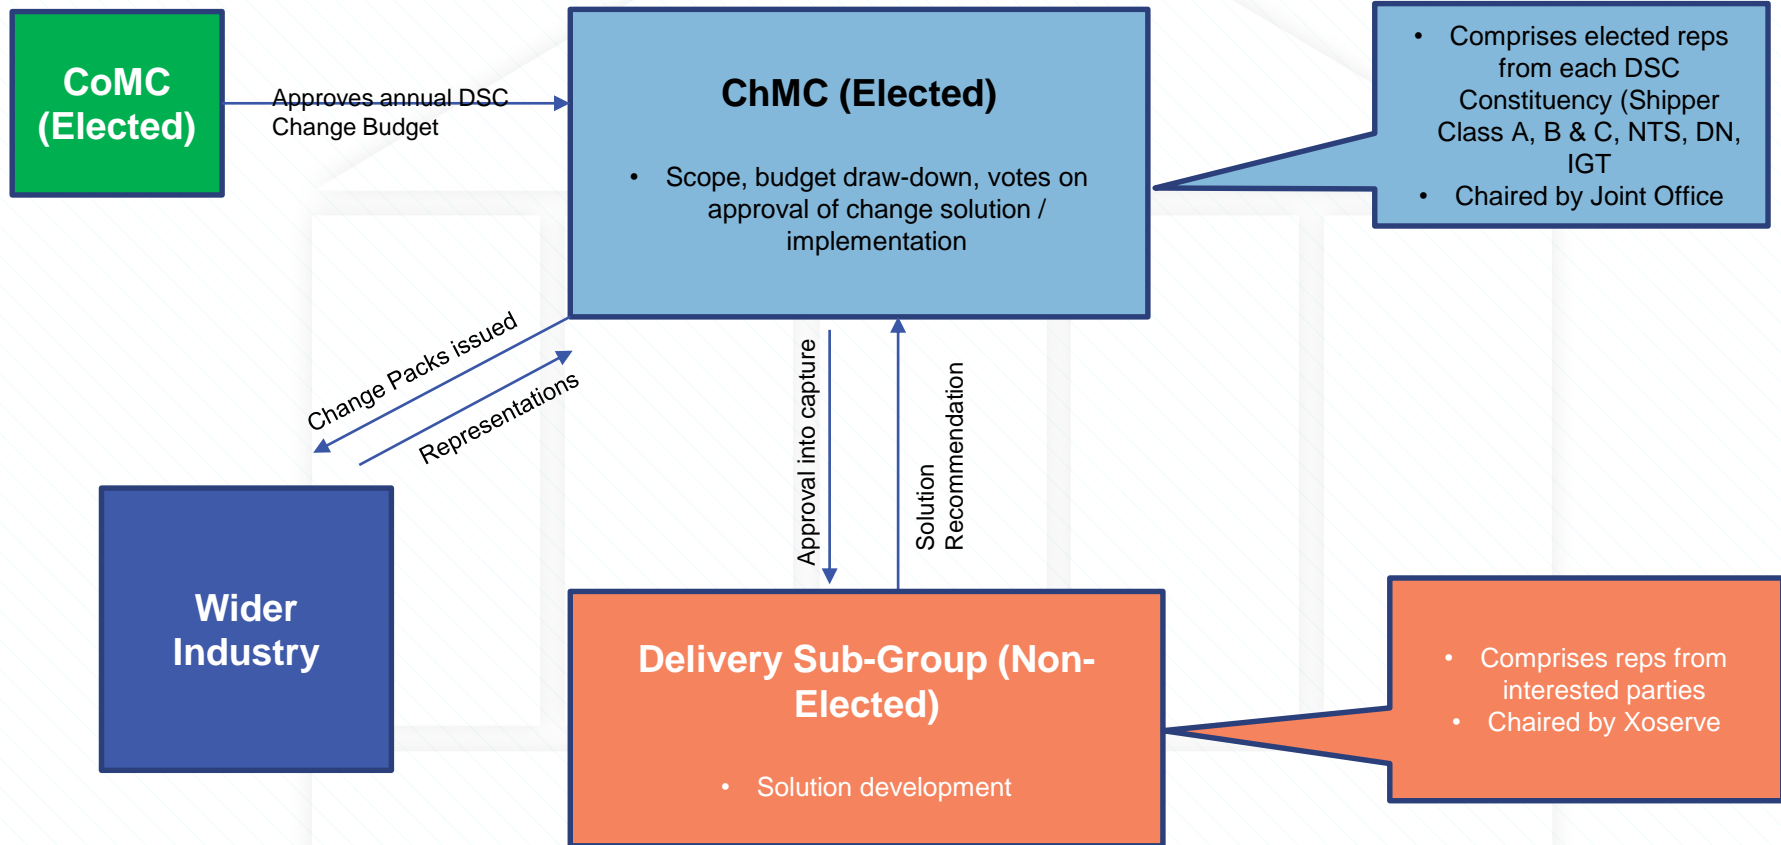 CoMC
(Elected)
Approves annual DSC
Change Budget
ChMC (Elected)
• Scope, budget draw-down, votes on
approval of change solution /
implementation
• Comprises elected reps
from each DSC
Constituency (Shipper
Class A, B & C, NTS, DN,
IGT
• Chaired by Joint Office
Change Packs issued
Representations
Approval into capture
Solution
Recommendation
Wider
Industry
Delivery Sub-Group (Non-
Elected)
• Solution development
• Comprises reps from
interested parties
• Chaired by Xoserve